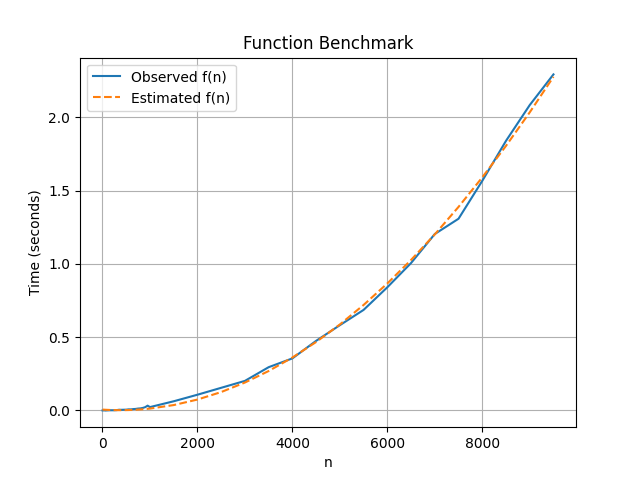 Function Benchmark
Observed f(n)
Estimated f(n)
2.0
1.5
1.0
0.5
0.0
Time (seconds)
0 2000 4000 6000 8000
n